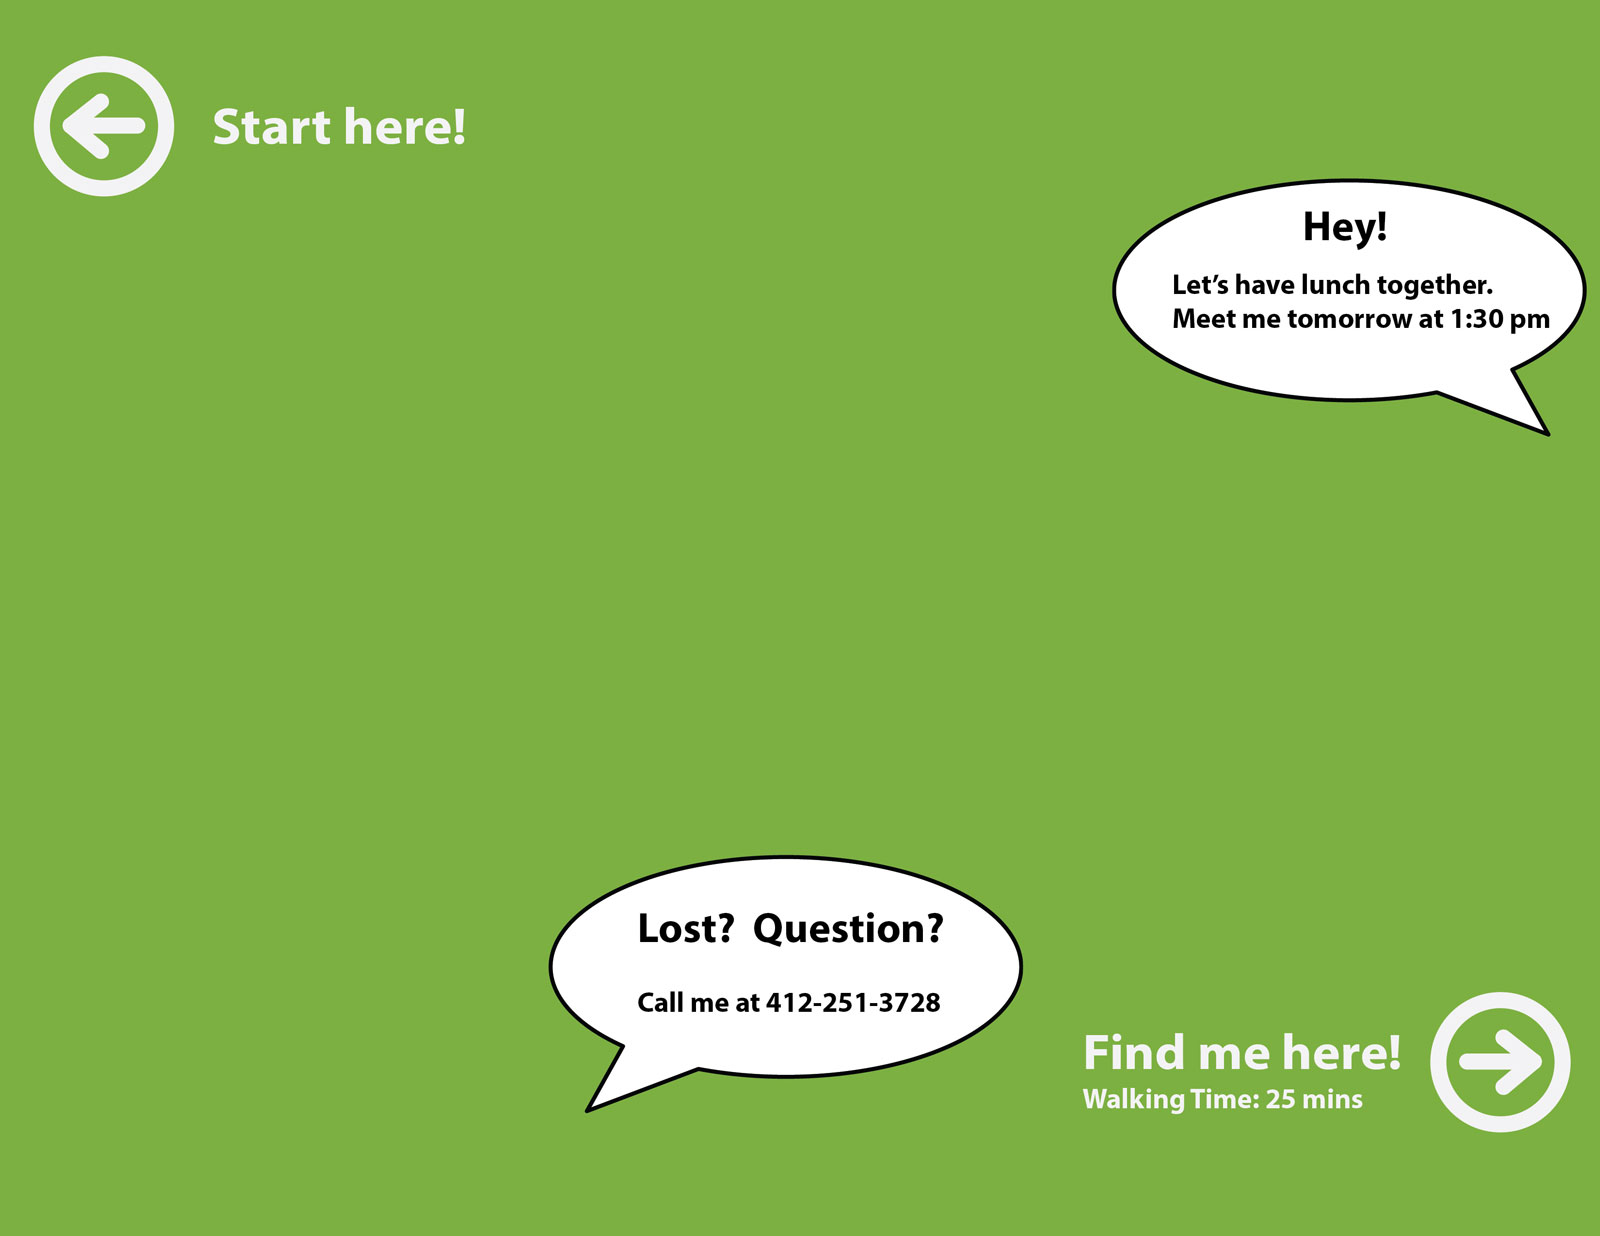 Start here!
Hey!
Let’s have lunch together.
Meet me tomorrow at 1:30 pm
Lost?  Question?
Call me at 412-251-3728
Find me here!
Walking Time: 25 mins